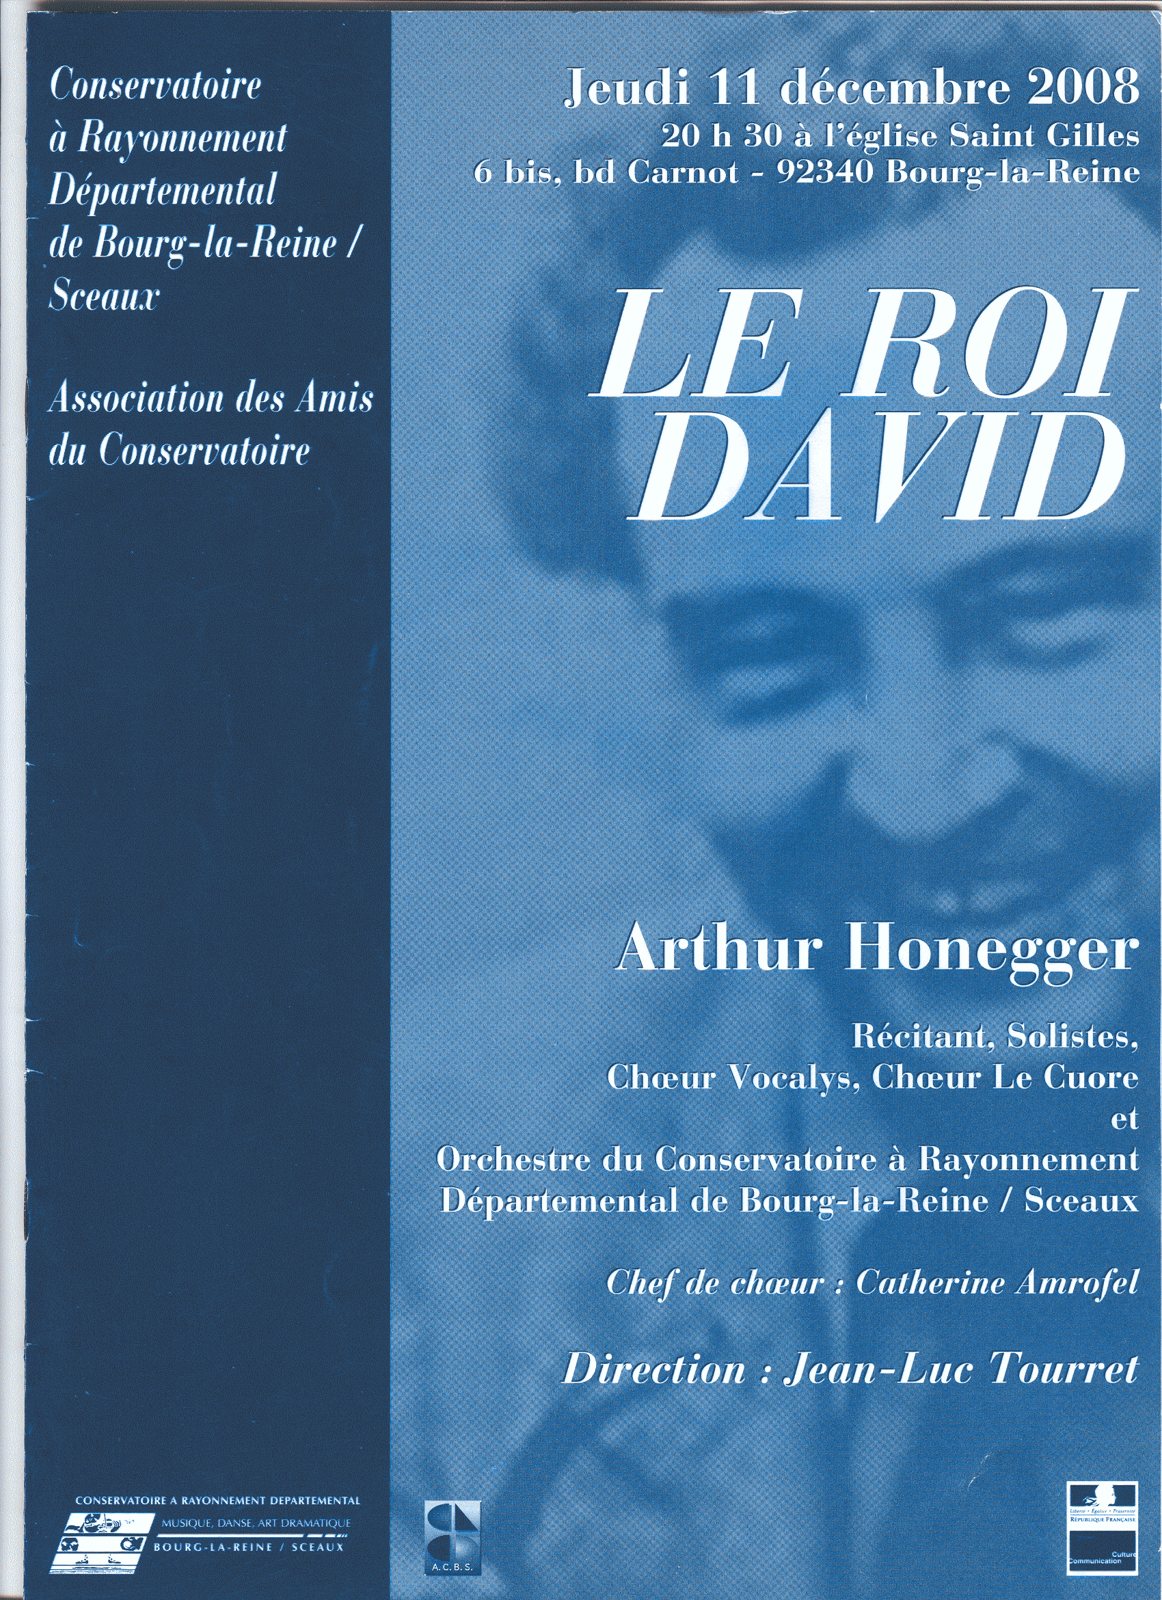 Conservatoire
à Rayonnement
Départemental
de Bourg-la-Reine /
Sceaux
Association des Amis
du Conservatoire
Jeudi 11 décembre 2008
20 h 30 à l'église Saint Gilles
6 bis, bd Carnot - 92340 Bourg-la-Reine
LE ROI
DAVID
Arthur Honegger
Récitant, Solistes,
Chœur Vocalys, Chœur Le Cuore
et
Orchestre du Conservatoire à Rayonnement
Départemental de Bourg-la-Reine / Sceaux
Chef de chœur : Catherine Amrofel
Direction : Jean-Luc Tourret
CONSERVATOIRE A RAYONNEMENT DEPARTEMENTAL
MUSIQUE, DANSE, ART DRAMATIQUE
BOURG-LA-REINE / SCEAUX
A.C.B.S.
Liberté • Égalité • Fraternité
RÉPUBLIQUE FRANÇAISE
Culture
Communication